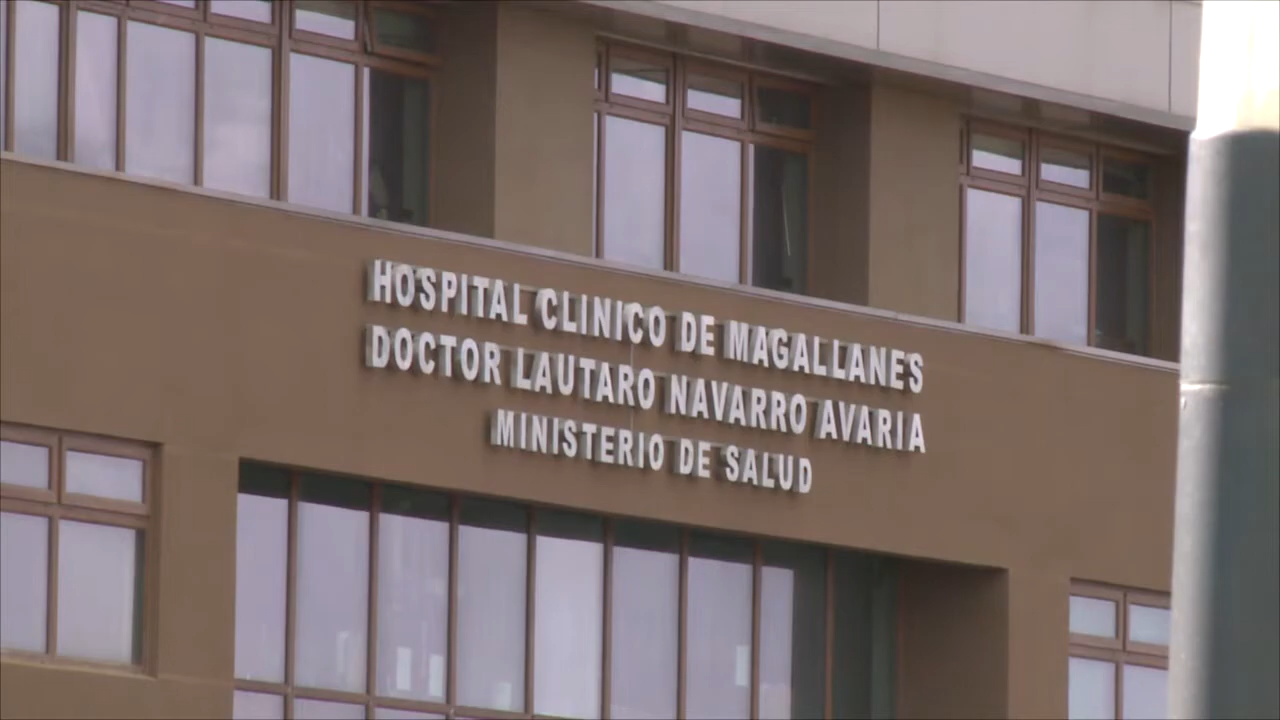 HOSPITAL CLINICO DE MAGALLANES
DOCTOR LAUTARO NAVARRO AVARIA
MINISTERIO DE SALUD